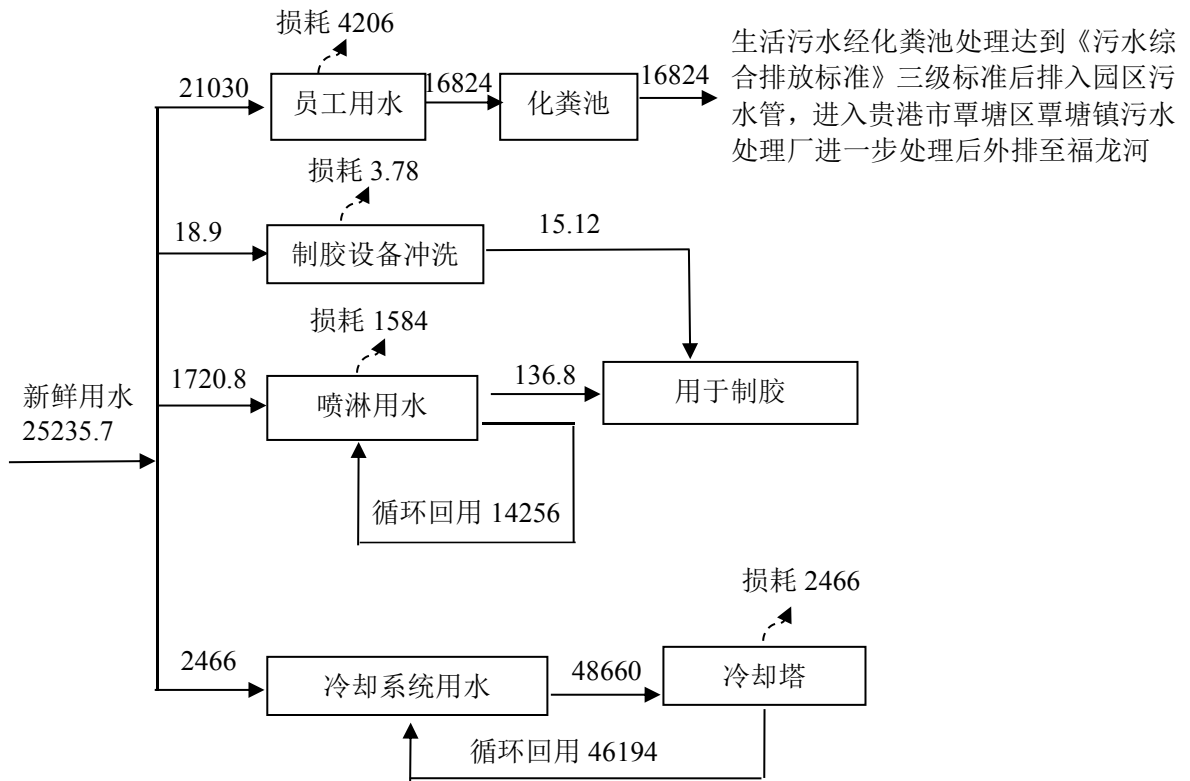 损耗 4206
生活污水经化粪池处理达到《污水综
合排放标准》三级标准后排入园区污
水管，进入贵港市覃塘区覃塘镇污水
处理厂进一步处理后外排至福龙河
21030
员工用水
16824
化粪池
16824
损耗 3.78
18.9
制胶设备冲洗
15.12
损耗 1584
1720.8
喷淋用水
136.8
用于制胶
新鲜用水
25235.7
循环回用 14256
损耗 2466
2466
冷却系统用水
48660
冷却塔
循环回用 46194